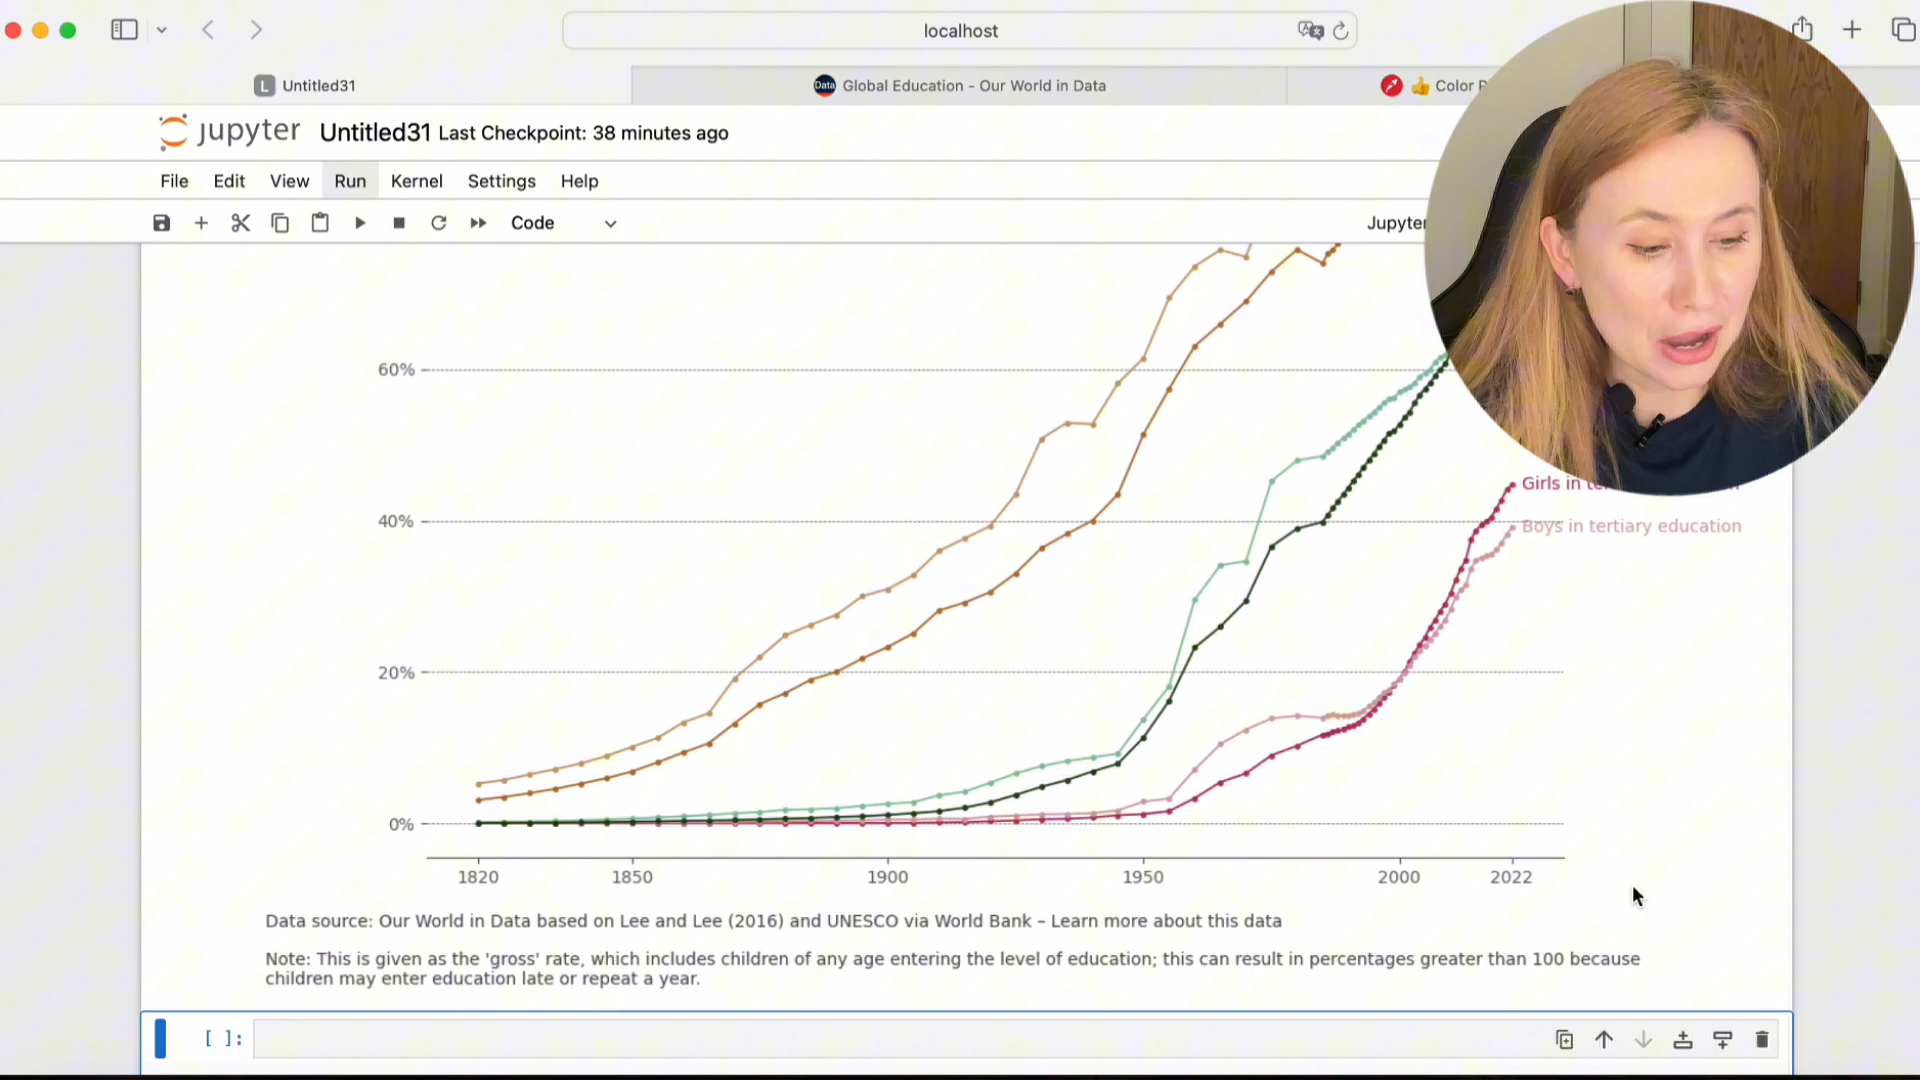 localhost
Untitled31
Global Education - Our World in Data
Color
jupyter Untitled31 Last Checkpoint: 38 minutes ago
File Edit View Run Kernel Settings Help
Code
60%
Girls in
40%
Boys in tertiary education
20%
0%
1820 1850 1900 1950 2000 2022
Data source: Our World in Data based on Lee and Lee (2016) and UNESCO via World Bank – Learn more about this data
Note: This is given as the 'gross' rate, which includes children of any age entering the level of education; this can result in percentages greater than 100 because
children may enter education late or repeat a year.
[ ]: